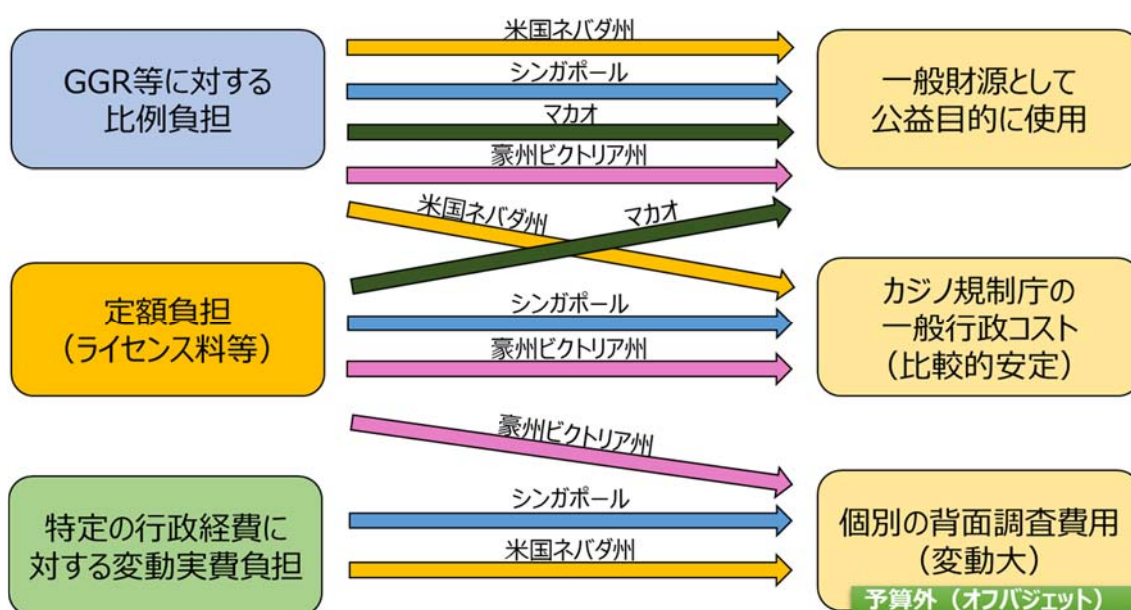 GGR等に対する
比例負担
米国ネバダ州
シンガポール
マカオ
豪州ビクトリア州
一般財源として
公益目的に使用
米国ネバダ州
マカオ
定額負担
（ライセンス料等）
シンガポール
豪州ビクトリア州
カジノ規制庁の
一般行政コスト
（比較的安定）
豪州ビクトリア州
特定の行政経費に
対する変動実費負担
シンガポール
米国ネバダ州
個別の背面調査費用
（変動大）
予算外（オフバジェット）